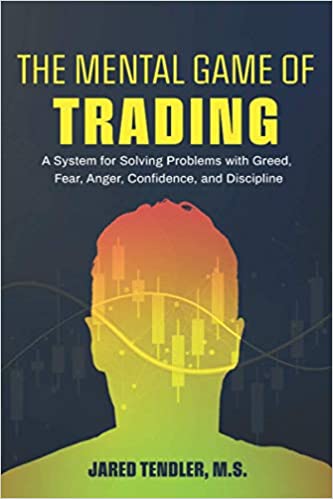 THE MENTAL GAME OF
TRADING
A System for Solving Problems with Greed,
Fear, Anger, Confidence, and Discipline
JARED TENDLER, M.S.